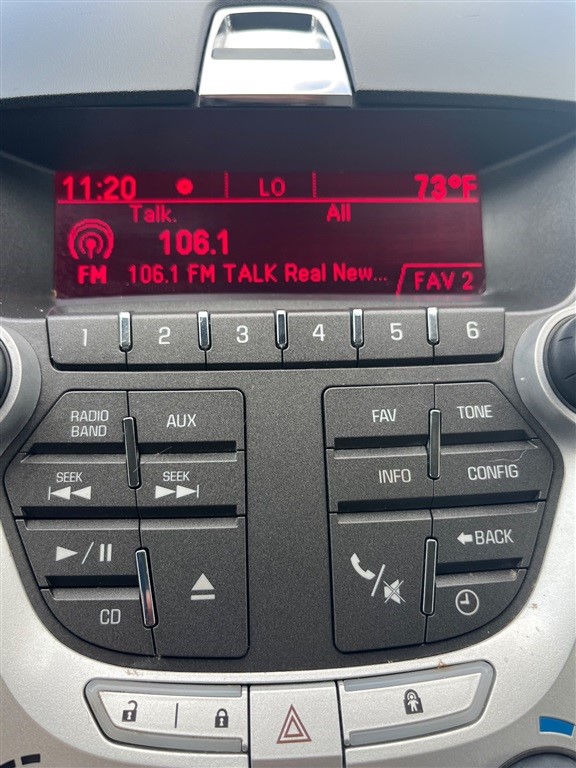 11:20 LO 73°F
Talk. All
106.1
FM 106.1 FM TALK Real New... FAV 2
1 2 3 4 5 6
RADIO BAND AUX FAV TONE
SEEK SEEK INFO CONFIG
BACK
CD